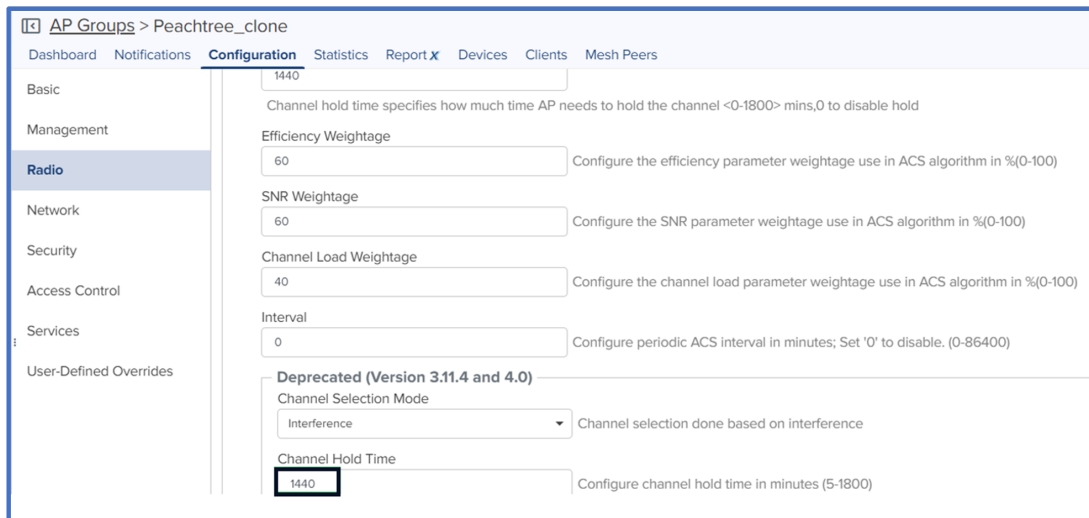 AP Groups > Peachtree_clone
Dashboard Notifications Configuration Statistics Report X Devices Clients Mesh Peers
Basic
Management
Radio
Network
Security
Access Control
Services
User-Defined Overrides
1440
Channel hold time specifies how much time AP needs to hold the channel <0-1800> mins,0 to disable hold
Efficiency Weightage
60 Configure the efficiency parameter weightage use in ACS algorithm in %(0-100)
SNR Weightage
60 Configure the SNR parameter weightage use in ACS algorithm in %(0-100)
Channel Load Weightage
40 Configure the channel load parameter weightage use in ACS algorithm in %(0-100)
Interval
0 Configure periodic ACS interval in minutes; Set '0' to disable. (0-86400)
Deprecated (Version 3.11.4 and 4.0)
Channel Selection Mode
Interference Channel selection done based on interference
Channel Hold Time
1440 Configure channel hold time in minutes (5-1800)